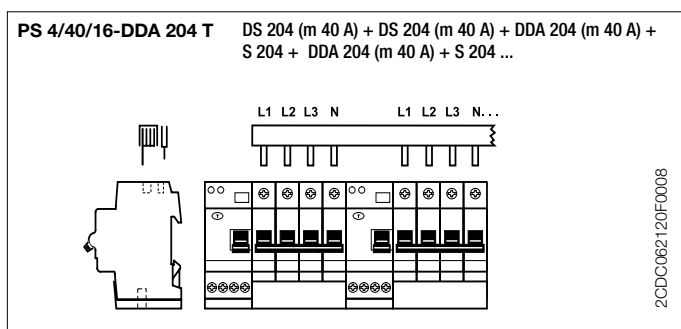 PS 4/40/16-DDA 204 T
DS 204 (m 40 A) + DS 204 (m 40 A) + DDA 204 (m 40 A) +
S 204 + DDA 204 (m 40 A) + S 204 ...
L1 L2 L3 N L1 L2 L3 N...
T T
2CDC062120F0008